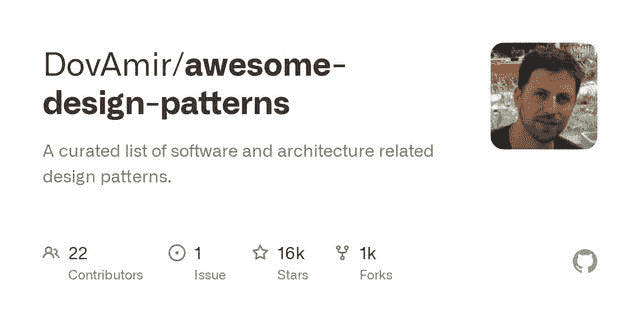 DovAmir/awesome-
design-patterns
A curated list of software and architecture related
design patterns.
22
Contributors
1
Issue
16k
Stars
1k
Forks